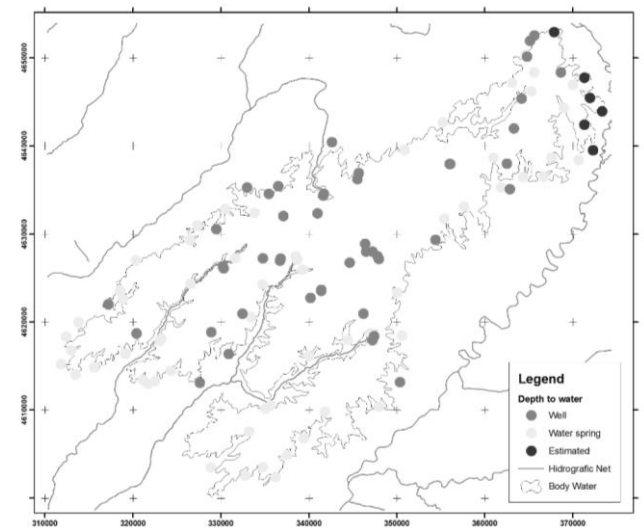 4650000
4640000
4630000
4620000
4610000
310000 320000 330000 340000 350000 360000 370000
Legend
Depth to water
Well
Water spring
Estimated
Hidrografic Net
Body Water